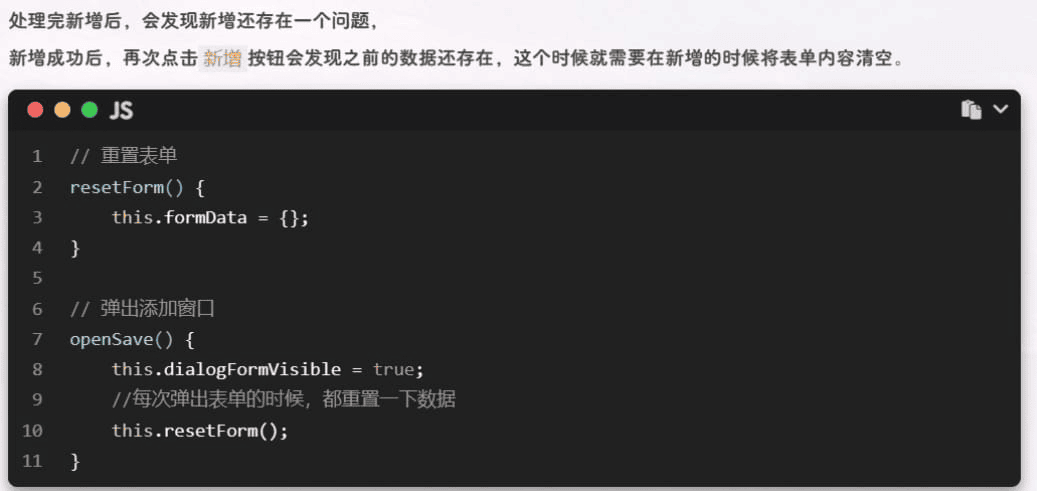 处理完新增后，会发现新增还存在一个问题，
新增成功后，再次点击 新增 按钮会发现之前的数据还存在，这个时候就需要在新增的时候将表单内容清空。
JS
1 // 重置表单
2 resetForm() {
3     this.formData = {};
4 }
5
6 // 弹出添加窗口
7 openSave() {
8     this.dialogFormVisible = true;
9     //每次弹出表单的时候，都重置一下数据
10     this.resetForm();
11 }